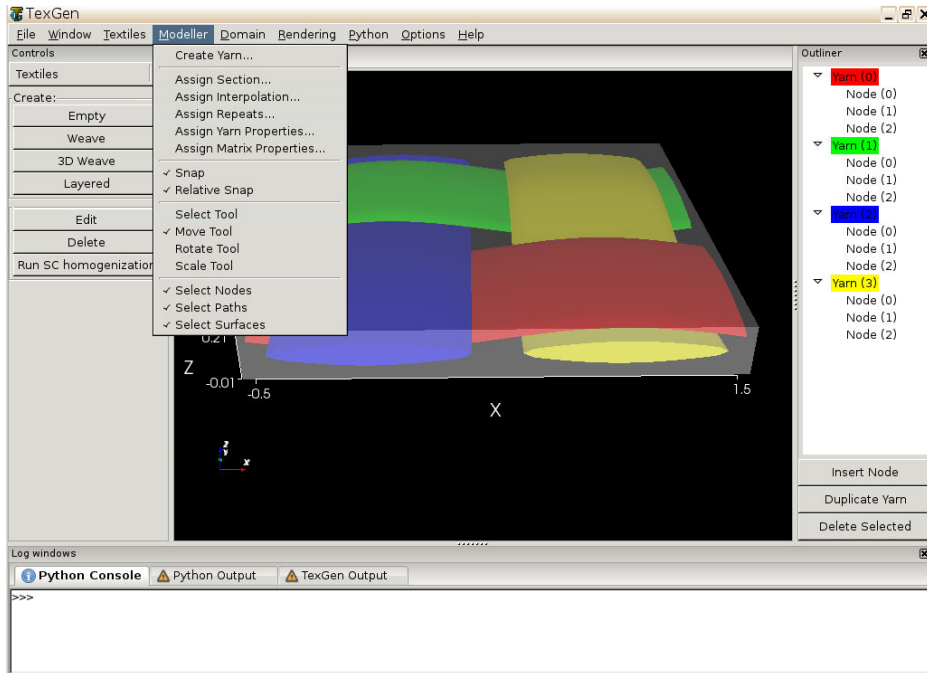 TexGen
File Window Textiles Modeller Domain Rendering Python Options Help
Controls
Textiles
Create:
Empty
Weave
3D Weave
Layered
Edit
Delete
Run SC homogenization
Create Yarn...
Assign Section...
Assign Interpolation...
Assign Repeats...
Assign Yarn Properties...
Assign Matrix Properties...
✓ Snap
✓ Relative Snap
Select Tool
✓ Move Tool
Rotate Tool
Scale Tool
✓ Select Nodes
✓ Select Paths
✓ Select Surfaces
0.21
Z
-0.01
-0.5
X
1.5
z
Y
x
Outliner
Yarn (0)
Node (0)
Node (1)
Node (2)
Yarn (1)
Node (0)
Node (1)
Node (2)
Yarn (2)
Node (0)
Node (1)
Node (2)
Yarn (3)
Node (0)
Node (1)
Node (2)
Insert Node
Duplicate Yarn
Delete Selected
Log windows
Python Console Python Output TexGen Output
>>>